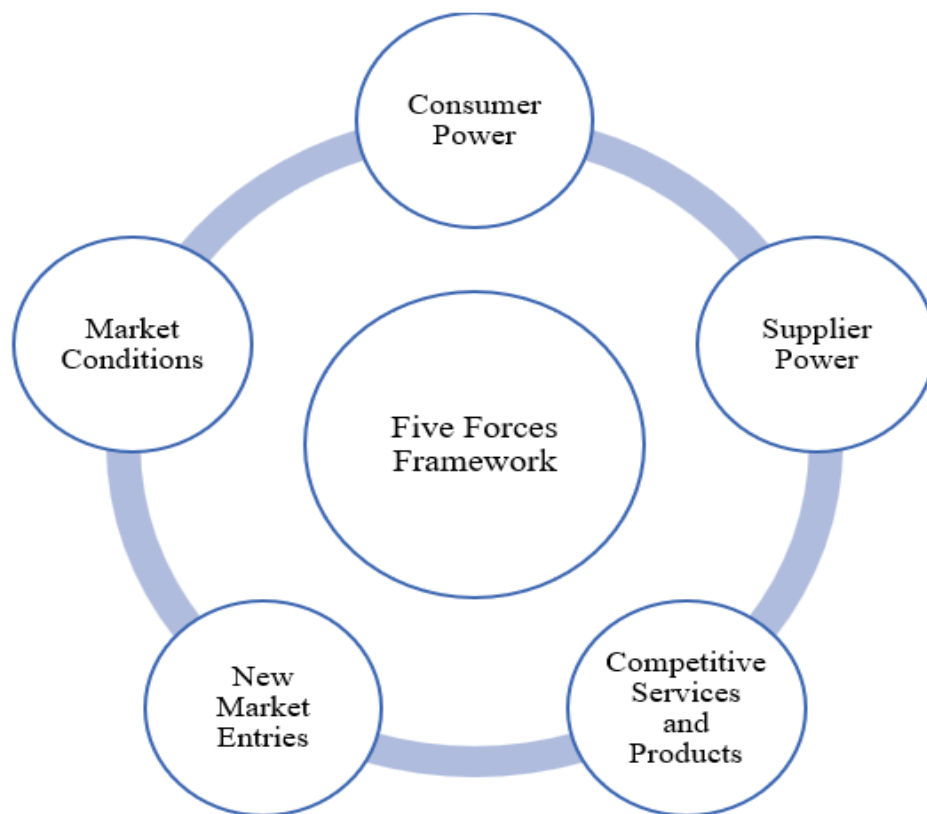 Consumer
Power
Supplier
Power
Competitive
Services
and
Products
New
Market
Entries
Market
Conditions
Five Forces
Framework